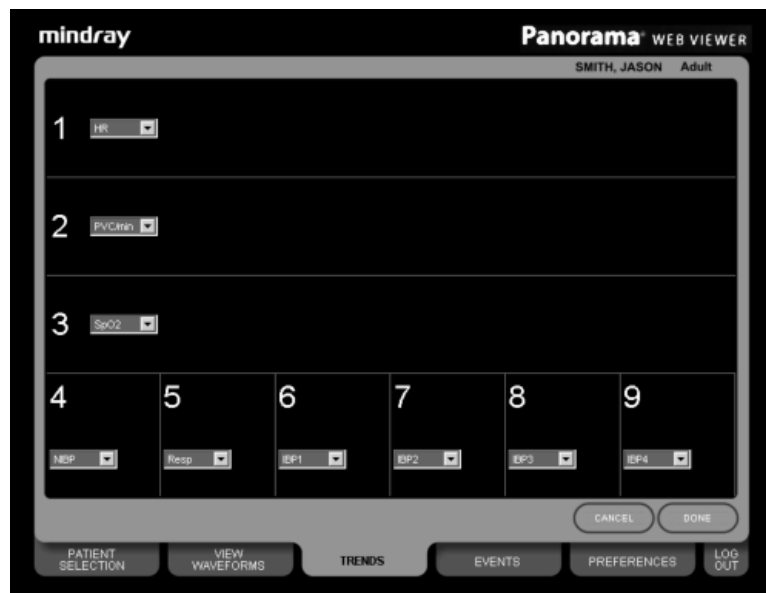 mindray
Panorama® WEB VIEWER
SMITH, JASON Adult
1 HR
2 PVC/min
3 SpO2
4 5 6 7 8 9
NIBP Resp IBP1 IBP2 IBP3 IBP4
CANCEL DONE
PATIENT SELECTION
VIEW WAVEFORMS
TRENDS
EVENTS
PREFERENCES
LOG OUT